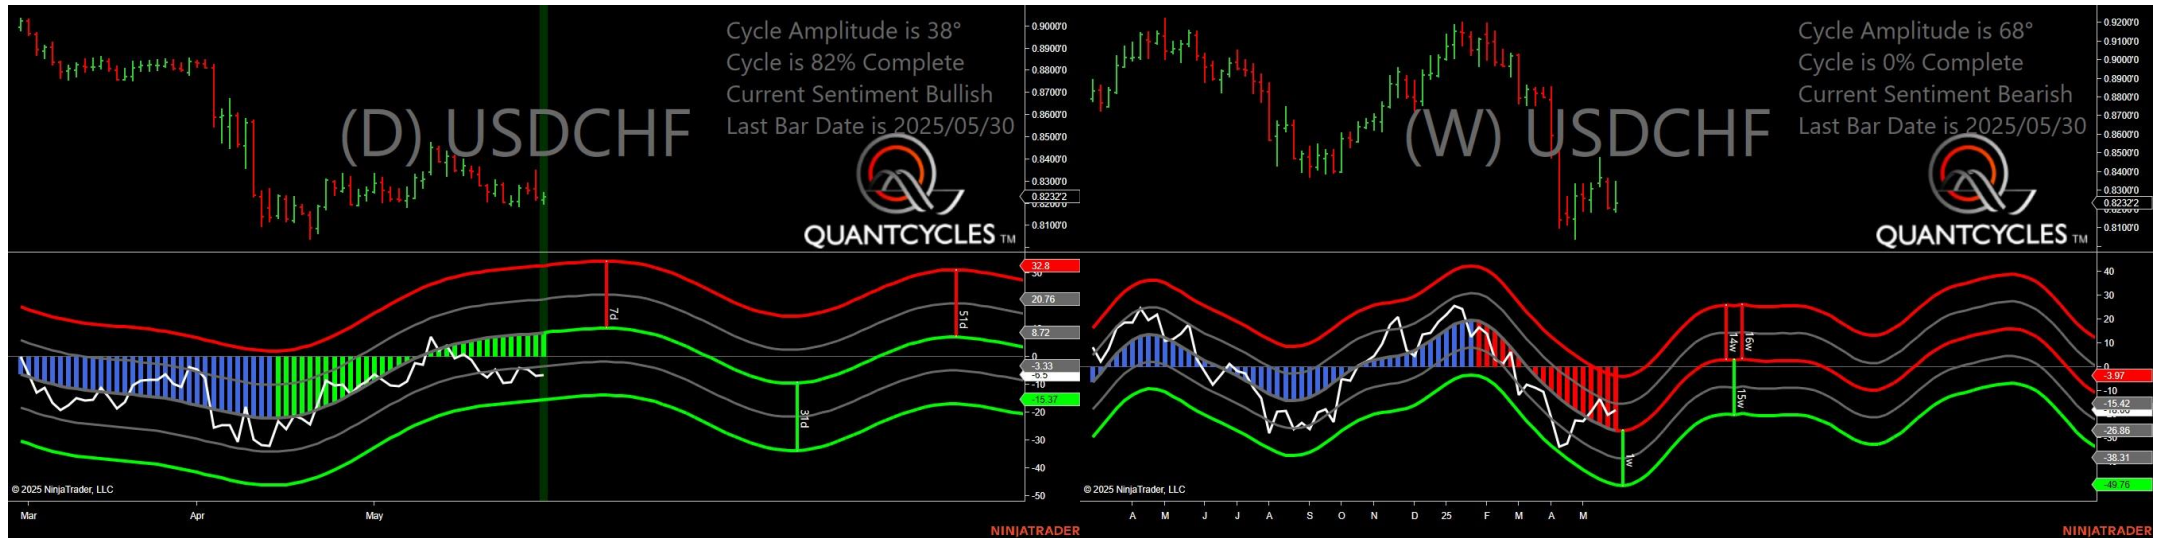 Cycle Amplitude is 38°
Cycle is 82% Complete
Current Sentiment Bullish
Last Bar Date is 2025/05/30
(D) USDCHF
QUANTCYCLES TM
0.9000'0
0.8900'0
0.8800'0
0.8700'0
0.8600'0
0.8500'0
0.8400'0
0.8300'0
0.8232'2
0.8100'0
32.8
20.76
8.72
0
-3.33
-10
-15.37
-20
-30
-40
-50
7d
31d
51d
© 2025 NinjaTrader, LLC
Mar Apr May
NINJATRADER
Cycle Amplitude is 68°
Cycle is 0% Complete
Current Sentiment Bearish
Last Bar Date is 2025/05/30
(W) USDCHF
QUANTCYCLES TM
0.9200'0
0.9100'0
0.9000'0
0.8900'0
0.8800'0
0.8700'0
0.8600'0
0.8500'0
0.8400'0
0.8300'0
0.8232'2
0.8100'0
40
30
20
10
0
-3.97
-10
-15.42
-26.86
-30
-38.31
-49.76
1w
14w
16w
15w
© 2025 NinjaTrader, LLC
A M J J A S O N D 25 F M A M
NINJATRADER